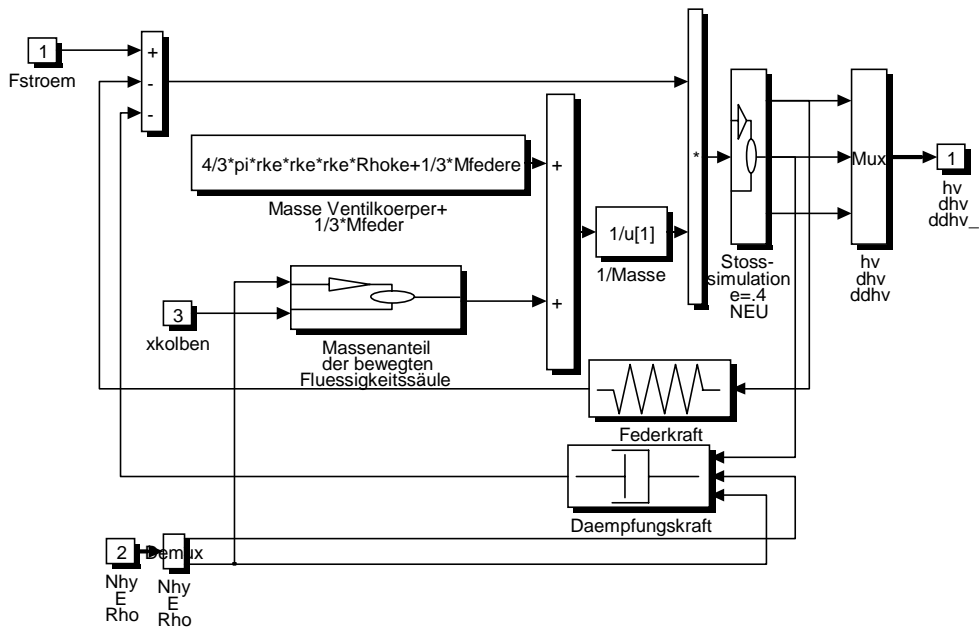 1
Fstroem
+
-
-
4/3*pi*rke*rke*rke*Rhoke+1/3*Mfedere
Masse Ventilkoerper+
1/3*Mfeder
3
xkolben
Massenanteil
der bewegten
Fluessigkeitssäule
+
+
1/u[1]
1/Masse
*
Stoss-
simulation
e=.4
NEU
Mux
hv
dhv
ddhv
1
hv
dhv
ddhv_
Federkraft
Daempfungskraft
2
Nhy
E
Rho
Demux
Nhy
E
Rho